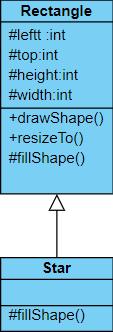 Rectangle
#leftt :int
#top:int
#height:int
#width:int
+drawShape()
+resizeTo()
#fillShape()
Star
#fillShape()